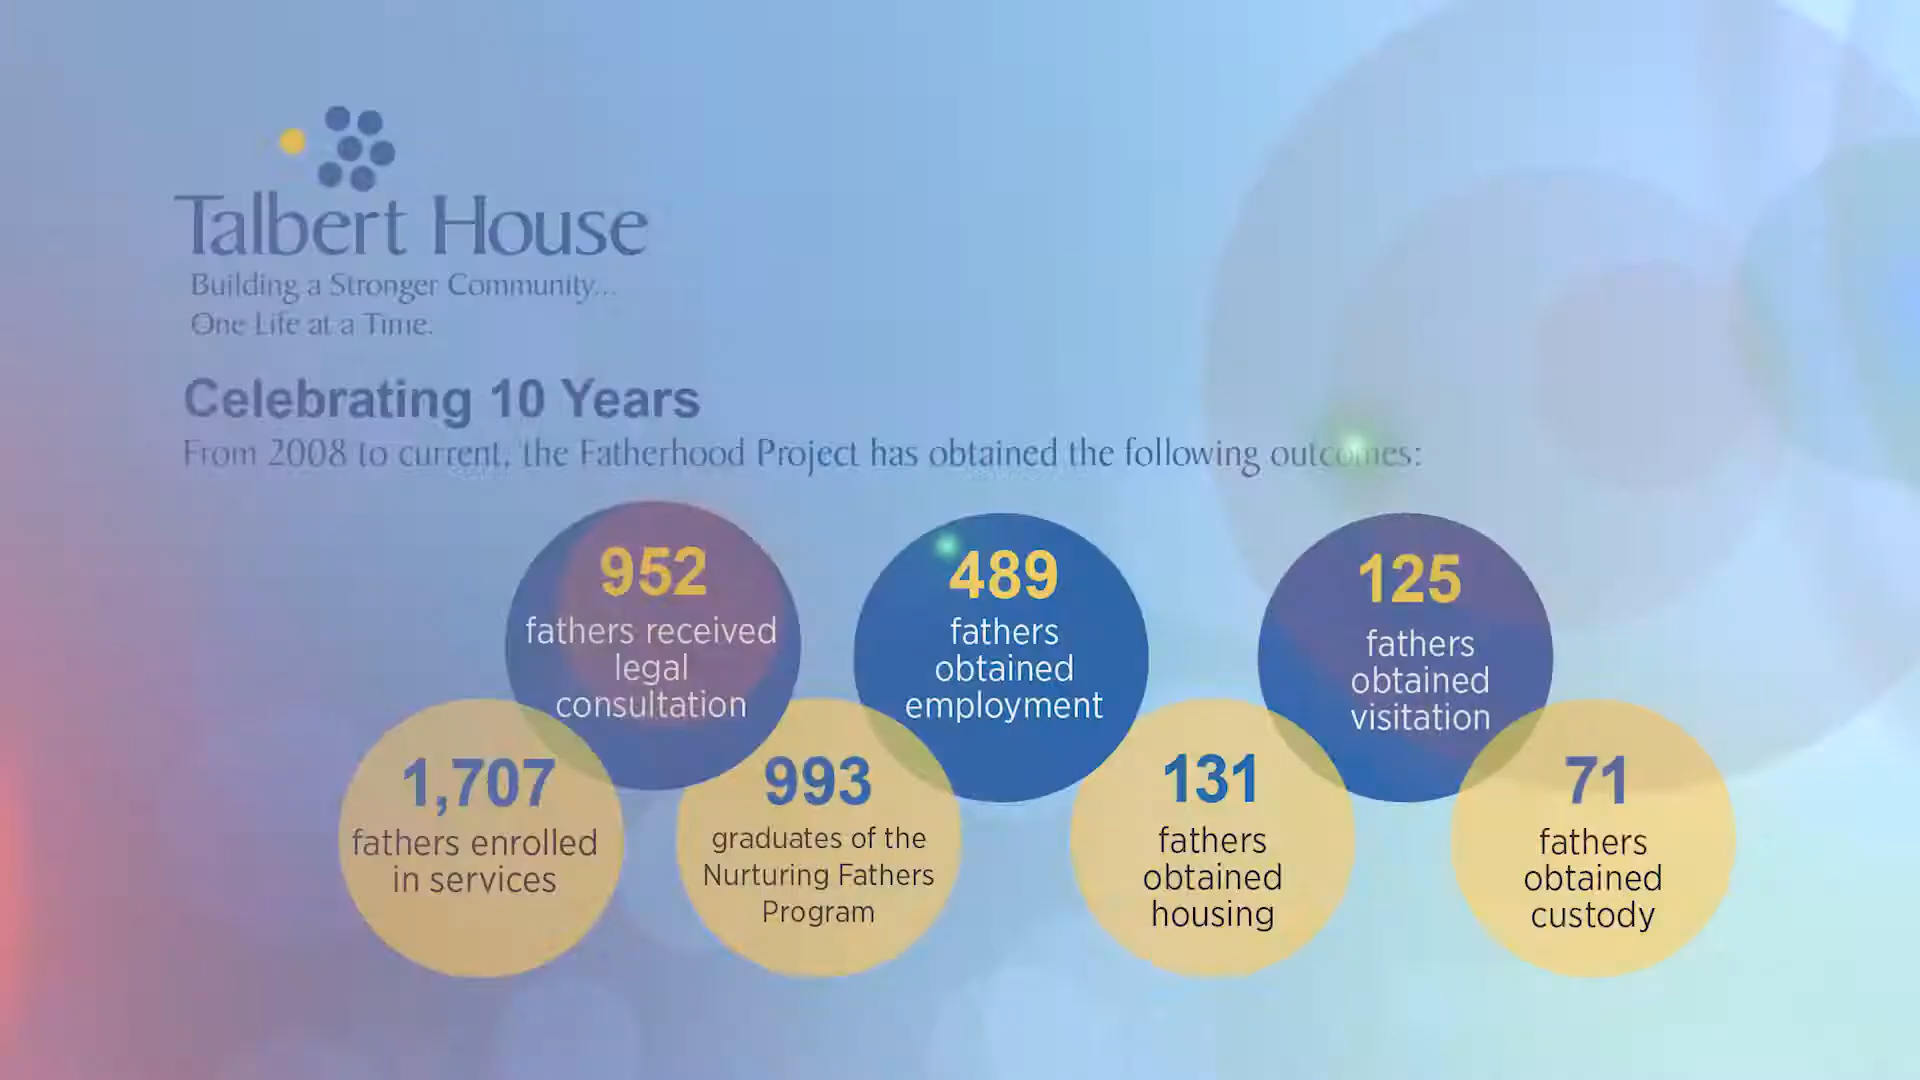 Talbert House
Building a Stronger Community...
One Life at a Time.
Celebrating 10 Years
From 2008 to current, the Fatherhood Project has obtained the following outcomes:
952
fathers received
legal
consultation
489
fathers
obtained
employment
125
fathers
obtained
visitation
1,707
fathers enrolled
in services
993
graduates of the
Nurturing Fathers
Program
131
fathers
obtained
housing
71
fathers
obtained
custody